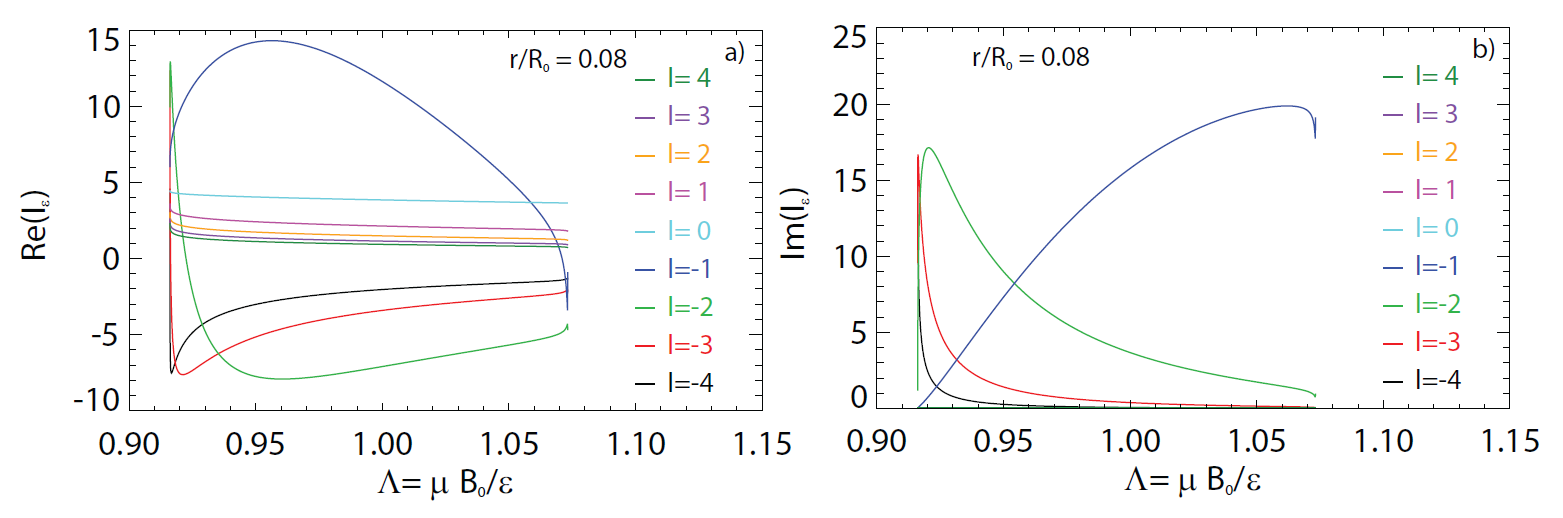 Re(Iε)
15
10
5
0
-5
-10
0.90
0.95
1.00
1.05
1.10
1.15
Λ= μ B₀/ε
r/R₀ = 0.08
a)
l= 4
l= 3
l= 2
l= 1
l= 0
l=-1
l=-2
l=-3
l=-4
Im(Iε)
25
20
15
10
5
0
0.90
0.95
1.00
1.05
1.10
1.15
Λ= μ B₀/ε
r/R₀ = 0.08
b)
l= 4
l= 3
l= 2
l= 1
l= 0
l=-1
l=-2
l=-3
l=-4